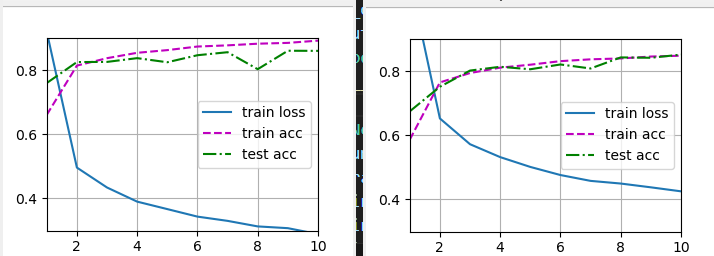 0.8
0.6
0.4
2 4 6 8 10
train loss
train acc
test acc
0.8
0.6
0.4
2 4 6 8 10
train loss
train acc
test acc